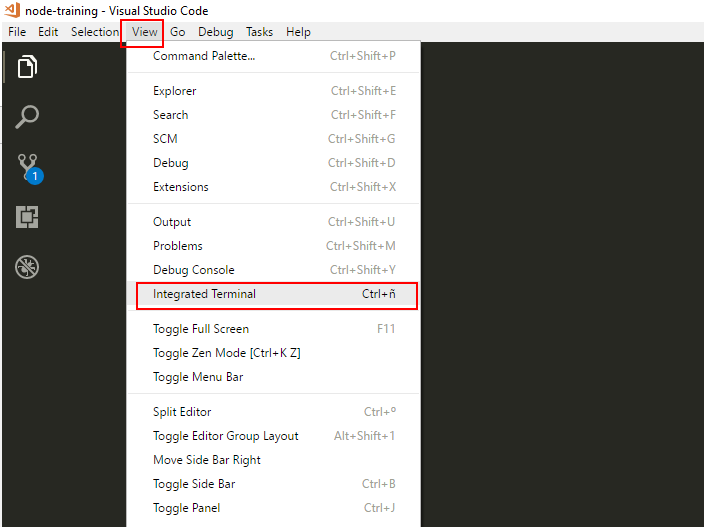 node-training - Visual Studio Code
File Edit Selection View Go Debug Tasks Help
Command Palette... Ctrl+Shift+P
Explorer Ctrl+Shift+E
Search Ctrl+Shift+F
SCM Ctrl+Shift+G
Debug Ctrl+Shift+D
Extensions Ctrl+Shift+X
1
Output Ctrl+Shift+U
Problems Ctrl+Shift+M
Debug Console Ctrl+Shift+Y
Integrated Terminal Ctrl+ñ
Toggle Full Screen F11
Toggle Zen Mode [Ctrl+K Z]
Toggle Menu Bar
Split Editor Ctrl+º
Toggle Editor Group Layout Alt+Shift+1
Move Side Bar Right
Toggle Side Bar Ctrl+B
Toggle Panel Ctrl+J